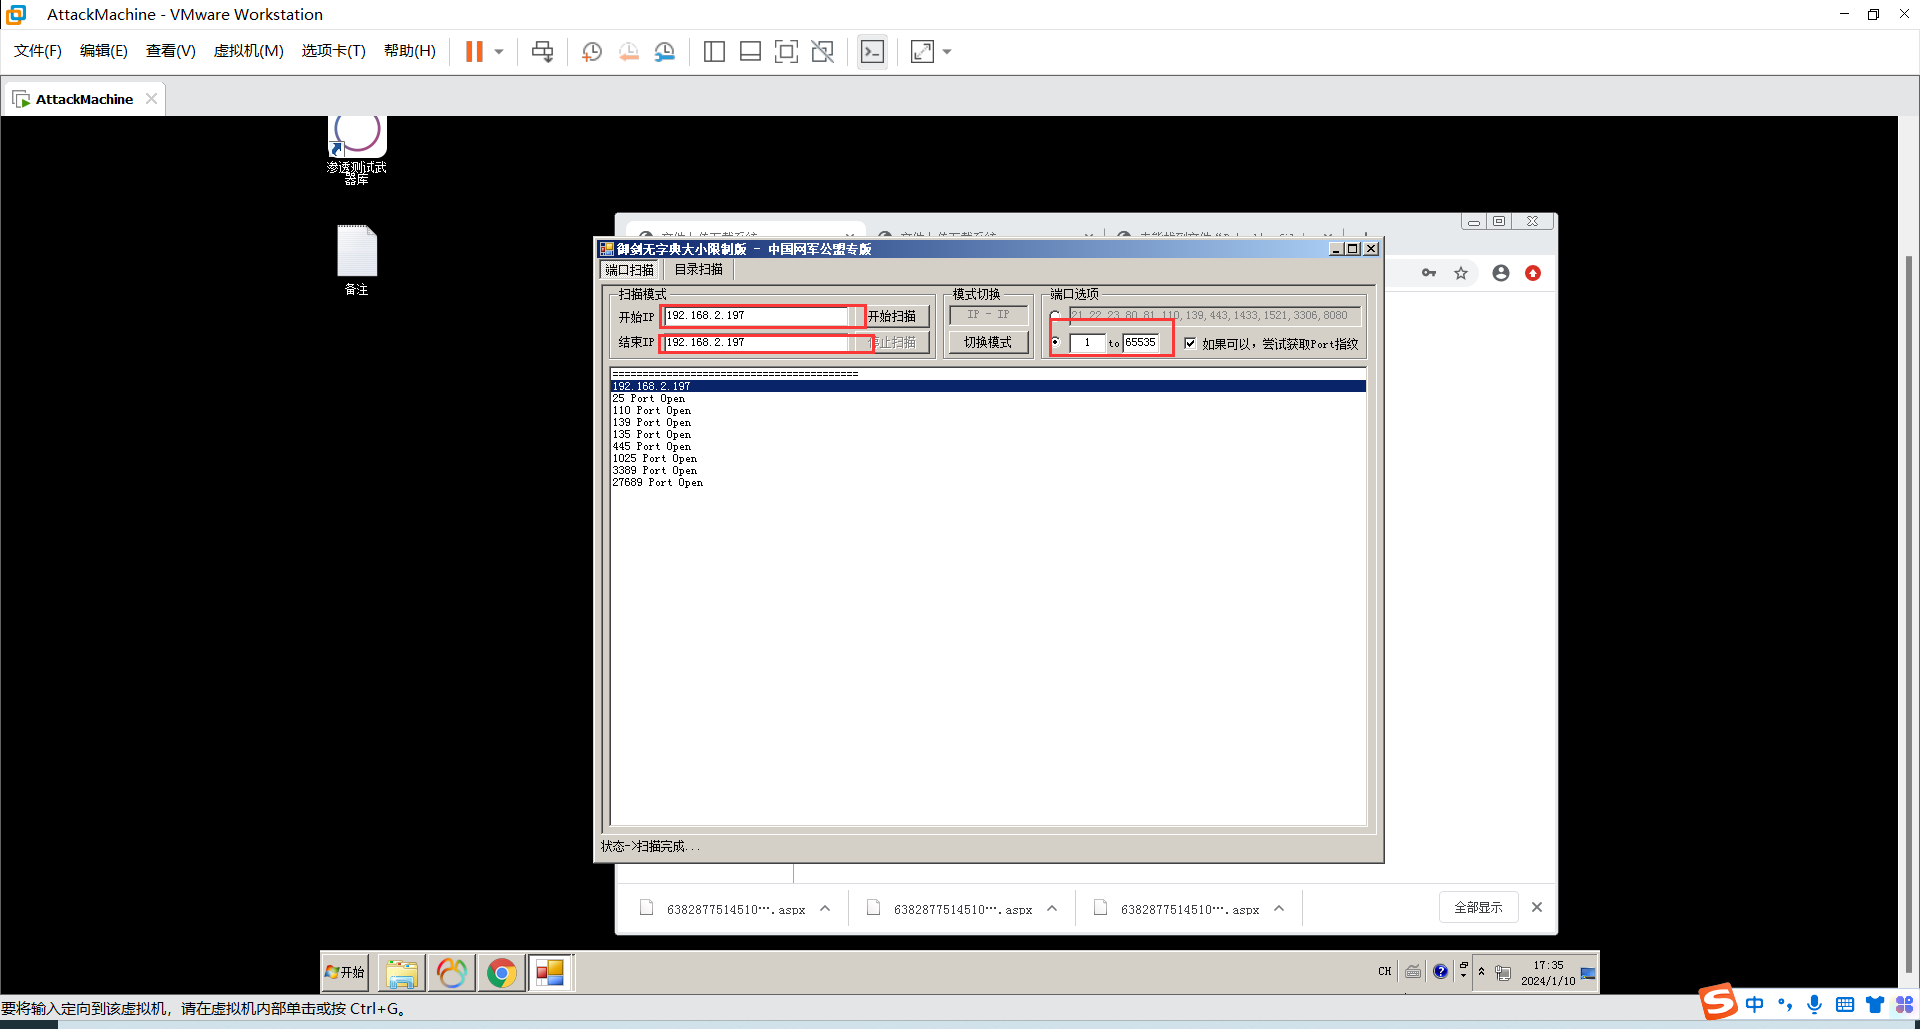 AttackMachine - VMware Workstation
文件(F) 编辑(E) 查看(V) 虚拟机(M) 选项卡(T) 帮助(H)
AttackMachine
渗透测试武
器库
备注
御剑无字典大小限制版 - 中国网军公盟专版
端口扫描 目录扫描
扫描模式 模式切换 端口选项
开始IP 192.168.2.197 开始扫描 IP - IP 21,22,23,80,81,110,139,443,1433,1521,3306,8080
结束IP 192.168.2.197 停止扫描 切换模式 1 to 65535 如果可以，尝试获取Port指纹
=========================================
192.168.2.197
25 Port Open
110 Port Open
139 Port Open
135 Port Open
445 Port Open
1025 Port Open
3389 Port Open
27689 Port Open
状态->扫描完成...
6382877514510···.aspx 6382877514510···.aspx 6382877514510···.aspx 全部显示
开始 CH 17:35
2024/1/10
要将输入定向到该虚拟机，请在虚拟机内部单击或按 Ctrl+G。 中